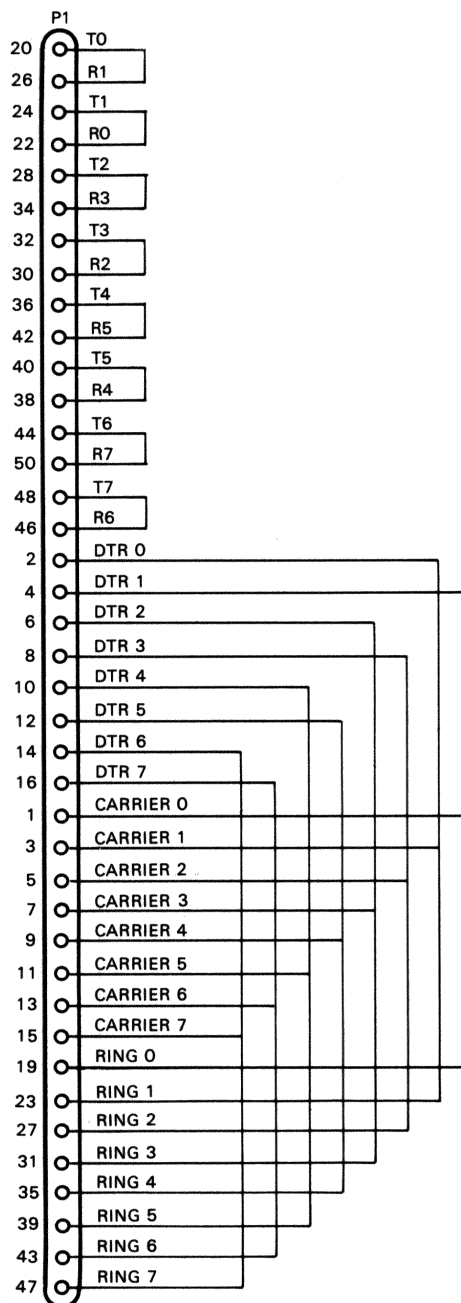 P1
20 T0
26 R1
24 T1
22 R0
28 T2
34 R3
32 T3
30 R2
36 T4
42 R5
40 T5
38 R4
44 T6
50 R7
48 T7
46 R6
2 DTR 0
4 DTR 1
6 DTR 2
8 DTR 3
10 DTR 4
12 DTR 5
14 DTR 6
16 DTR 7
1 CARRIER 0
3 CARRIER 1
5 CARRIER 2
7 CARRIER 3
9 CARRIER 4
11 CARRIER 5
13 CARRIER 6
15 CARRIER 7
19 RING 0
23 RING 1
27 RING 2
31 RING 3
35 RING 4
39 RING 5
43 RING 6
47 RING 7